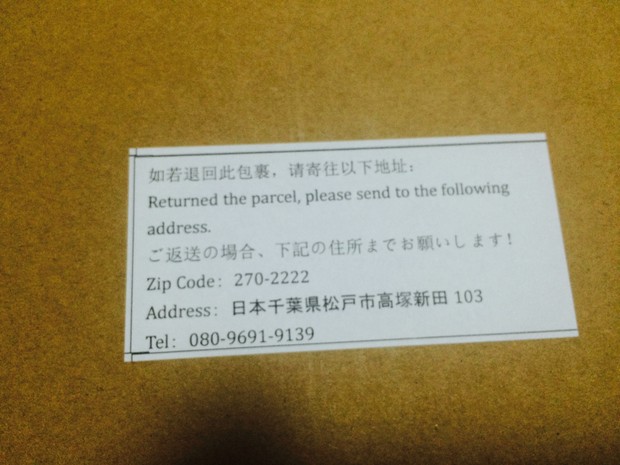 如若退回此包裹，请寄往以下地址：
Returned the parcel, please send to the following
address.
ご返送の場合、下記の住所までお願いします！
Zip Code：270-2222
Address：日本千葉県松戸市高塚新田 103
Tel：080-9691-9139